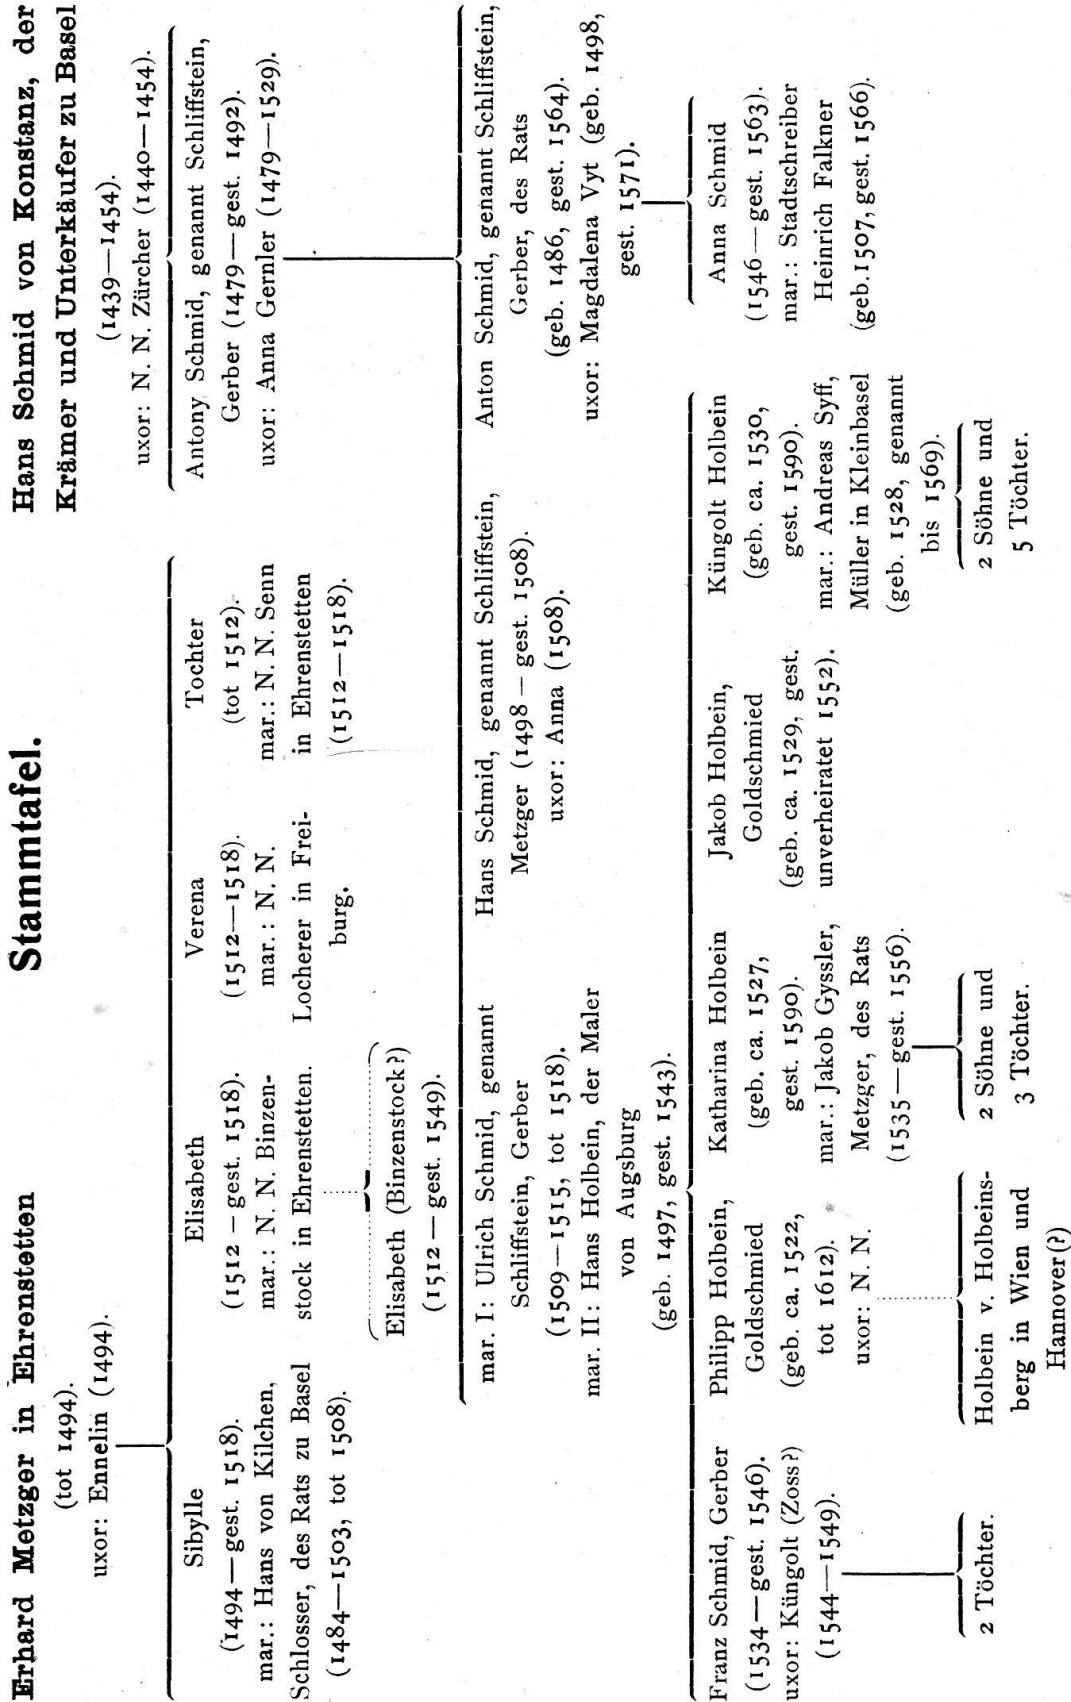 Stammtafel.
Erhard Metzger in Ehrenstetten
(tot 1494).
uxor: Ennelin (1494).
Hans Schmid von Konstanz, der
Krämer und Unterkäufer zu Basel
(1439—1454).
uxor: N. N. Zürcher (1440—1454).
Sibylle
(1494—gest. 1518).
mar.: Hans von Kilchen,
Schlosser, des Rats zu Basel
(1484—1503, tot 1508).
Elisabeth
(1512—gest. 1518).
mar.: N. N. Binzen-
stock in Ehrenstetten.
Verena
(1512—1518).
mar.: N. N.
Locherer in Frei-
burg.
Tochter
(tot 1512).
mar.: N. N. Senn
in Ehrenstetten
(1512—1518).
Antony Schmid, genannt Schliffstein,
Gerber (1479—gest. 1492).
uxor: Anna Gernler (1479—1529).
Elisabeth (Binzenstock?)
(1512—gest. 1549).
mar. I: Ulrich Schmid, genannt
Schliffstein, Gerber
(1509—1515, tot 1518).
mar. II: Hans Holbein, der Maler
von Augsburg
(geb. 1497, gest. 1543).
Hans Schmid, genannt Schliffstein,
Metzger (1498—gest. 1508).
uxor: Anna (1508).
Anton Schmid, genannt Schliffstein,
Gerber, des Rats
(geb. 1486, gest. 1564).
uxor: Magdalena Vyt (geb. 1498,
gest. 1571).
Franz Schmid, Gerber
(1534—gest. 1546).
uxor: Küngolt (Zoss?)
(1544—1549).
2 Töchter.
Philipp Holbein,
Goldschmied
(geb. ca. 1522,
tot 1612).
uxor: N. N.
Holbein v. Holbeins-
berg in Wien und
Hannover(?)
Katharina Holbein
(geb. ca. 1527,
gest. 1590).
mar.: Jakob Gyssler,
Metzger, des Rats
(1535—gest. 1556).
2 Söhne und
3 Töchter.
Jakob Holbein,
Goldschmied
(geb. ca. 1529, gest.
unverheiratet 1552).
Küngolt Holbein
(geb. ca. 1530,
gest. 1590).
mar.: Andreas Syff,
Müller in Kleinbasel
(geb. 1528, genannt
bis 1569).
2 Söhne und
5 Töchter.
Anna Schmid
(1546—gest. 1563).
mar.: Stadtschreiber
Heinrich Falkner
(geb. 1507, gest. 1566).